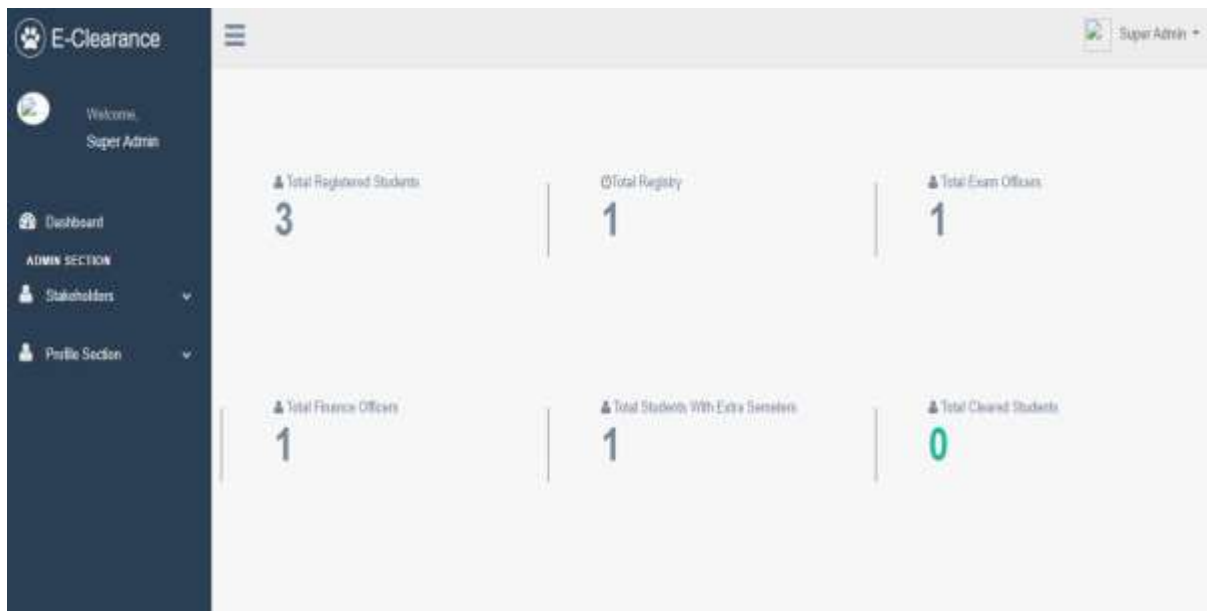 E-Clearance
Super Admin
Welcome,
Super Admin
Dashboard
ADMIN SECTION
Stakeholders
Profile Section
Total Registered Students
3
Total Registry
1
Total Exam Officers
1
Total Finance Officers
1
Total Students With Extra Semeters
1
Total Cleared Students
0